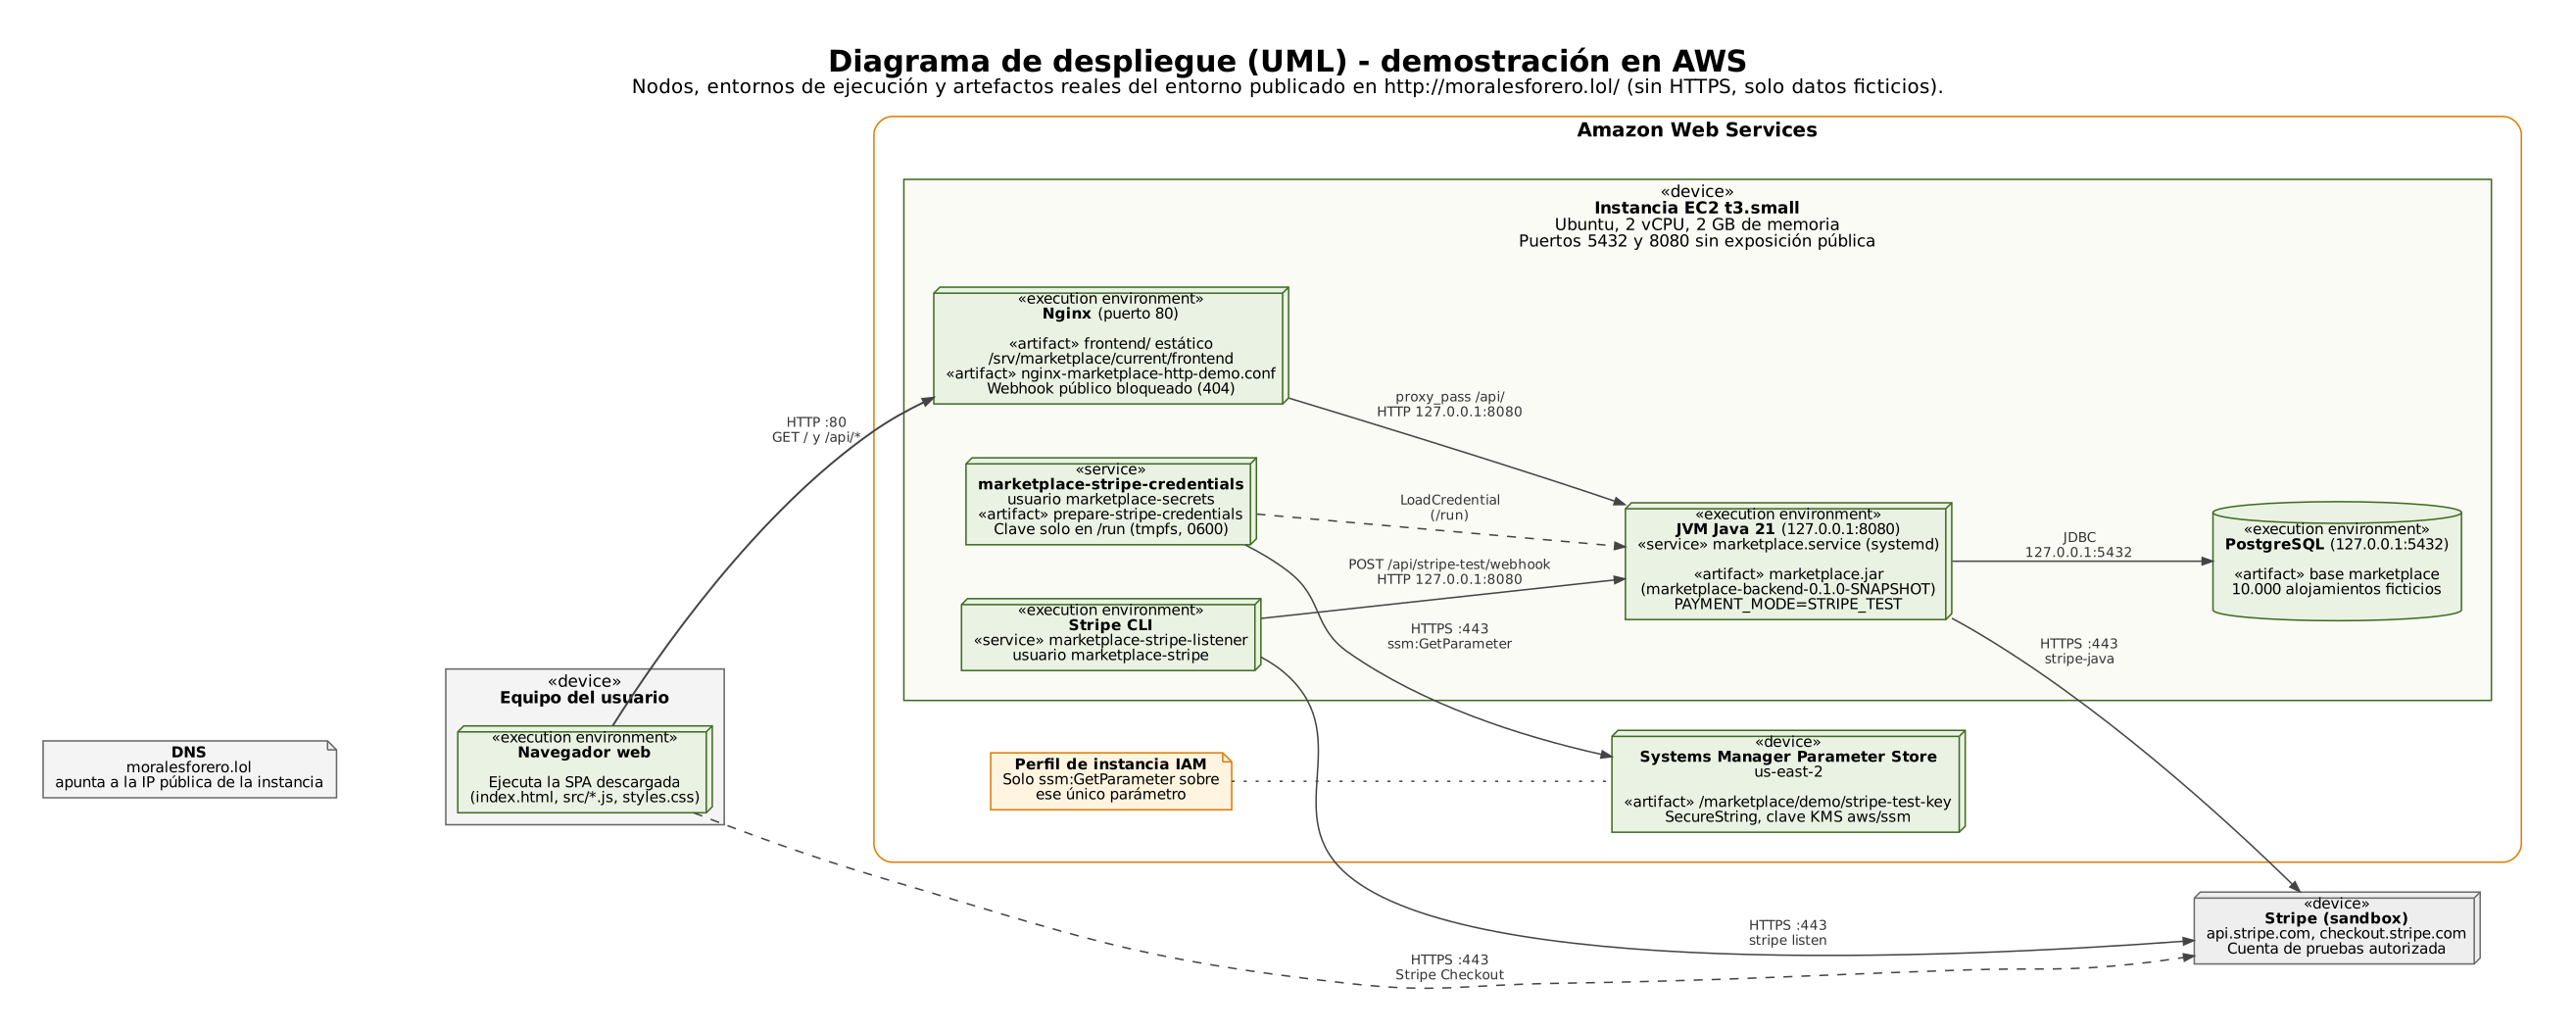 Diagrama de despliegue (UML) - demostración en AWS
Nodos, entornos de ejecución y artefactos reales del entorno publicado en http://moralesforero.lol/ (sin HTTPS, solo datos ficticios).
Amazon Web Services
«device»
Instancia EC2 t3.small
Ubuntu, 2 vCPU, 2 GB de memoria
Puertos 5432 y 8080 sin exposición pública
«execution environment»
Nginx (puerto 80)
«artifact» frontend/ estático
/srv/marketplace/current/frontend
«artifact» nginx-marketplace-http-demo.conf
Webhook público bloqueado (404)
HTTP :80
GET / y /api/*
proxy_pass /api/
HTTP 127.0.0.1:8080
«service»
marketplace-stripe-credentials
usuario marketplace-secrets
«artifact» prepare-stripe-credentials
Clave solo en /run (tmpfs, 0600)
LoadCredential
(/run)
«execution environment»
JVM Java 21 (127.0.0.1:8080)
«service» marketplace.service (systemd)
«artifact» marketplace.jar
(marketplace-backend-0.1.0-SNAPSHOT)
PAYMENT_MODE=STRIPE_TEST
JDBC
127.0.0.1:5432
«execution environment»
PostgreSQL (127.0.0.1:5432)
«artifact» base marketplace
10.000 alojamientos ficticios
POST /api/stripe-test/webhook
HTTP 127.0.0.1:8080
«execution environment»
Stripe CLI
«service» marketplace-stripe-listener
usuario marketplace-stripe
HTTPS :443
ssm:GetParameter
HTTPS :443
stripe-java
«device»
Equipo del usuario
«execution environment»
Navegador web
Ejecuta la SPA descargada
(index.html, src/*.js, styles.css)
DNS
moralesforero.lol
apunta a la IP pública de la instancia
Perfil de instancia IAM
Solo ssm:GetParameter sobre
ese único parámetro
«device»
Systems Manager Parameter Store
us-east-2
«artifact» /marketplace/demo/stripe-test-key
SecureString, clave KMS aws/ssm
HTTPS :443
stripe listen
HTTPS :443
Stripe Checkout
«device»
Stripe (sandbox)
api.stripe.com, checkout.stripe.com
Cuenta de pruebas autorizada